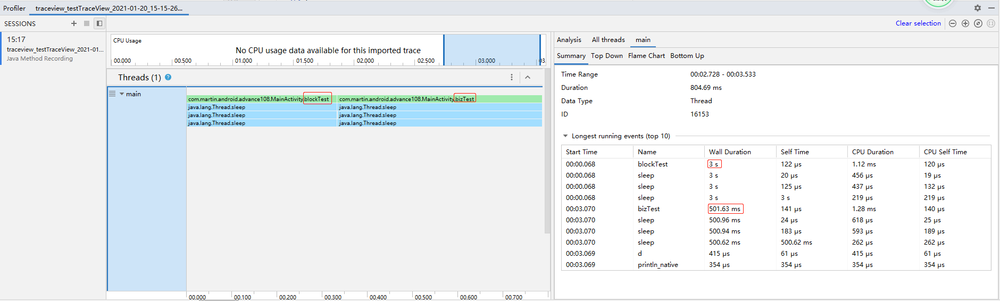 Profiler traceview_testTraceView_2021-01-20_15-15-26...
SESSIONS
Clear selection
15:17
traceview_testTraceView_2021-01...
Java Method Recording
CPU Usage
No CPU usage data available for this imported trace
00.000 00.500 01.000 01.500 02.000 02.500 03.000 03.
Threads (1) ?
main
com.martin.android.advance108.MainActivity.blockTest com.martin.android.advance108.MainActivity.bizTest
java.lang.Thread.sleep java.lang.Thread.sleep
java.lang.Thread.sleep java.lang.Thread.sleep
java.lang.Thread.sleep java.lang.Thread.sleep
00.000 00.100 00.200 00.300 00.400 00.500 00.600 00.700
Analysis All threads main
Summary Top Down Flame Chart Bottom Up
Time Range 00:02.728 - 00:03.533
Duration 804.69 ms
Data Type Thread
ID 16153
Longest running events (top 10)
Start Time Name Wall Duration Self Time CPU Duration CPU Self Time
00:00.068 blockTest 3 s 122 μs 1.12 ms 120 μs
00:00.068 sleep 3 s 20 μs 456 μs 19 μs
00:00.068 sleep 3 s 125 μs 437 μs 132 μs
00:00.068 sleep 3 s 3 s 219 μs 219 μs
00:03.070 bizTest 501.63 ms 141 μs 1.28 ms 140 μs
00:03.070 sleep 500.96 ms 24 μs 618 μs 25 μs
00:03.070 sleep 500.94 ms 183 μs 593 μs 189 μs
00:03.070 sleep 500.62 ms 500.62 ms 262 μs 262 μs
00:03.069 d 415 μs 61 μs 415 μs 61 μs
00:03.069 println_native 354 μs 354 μs 354 μs 354 μs